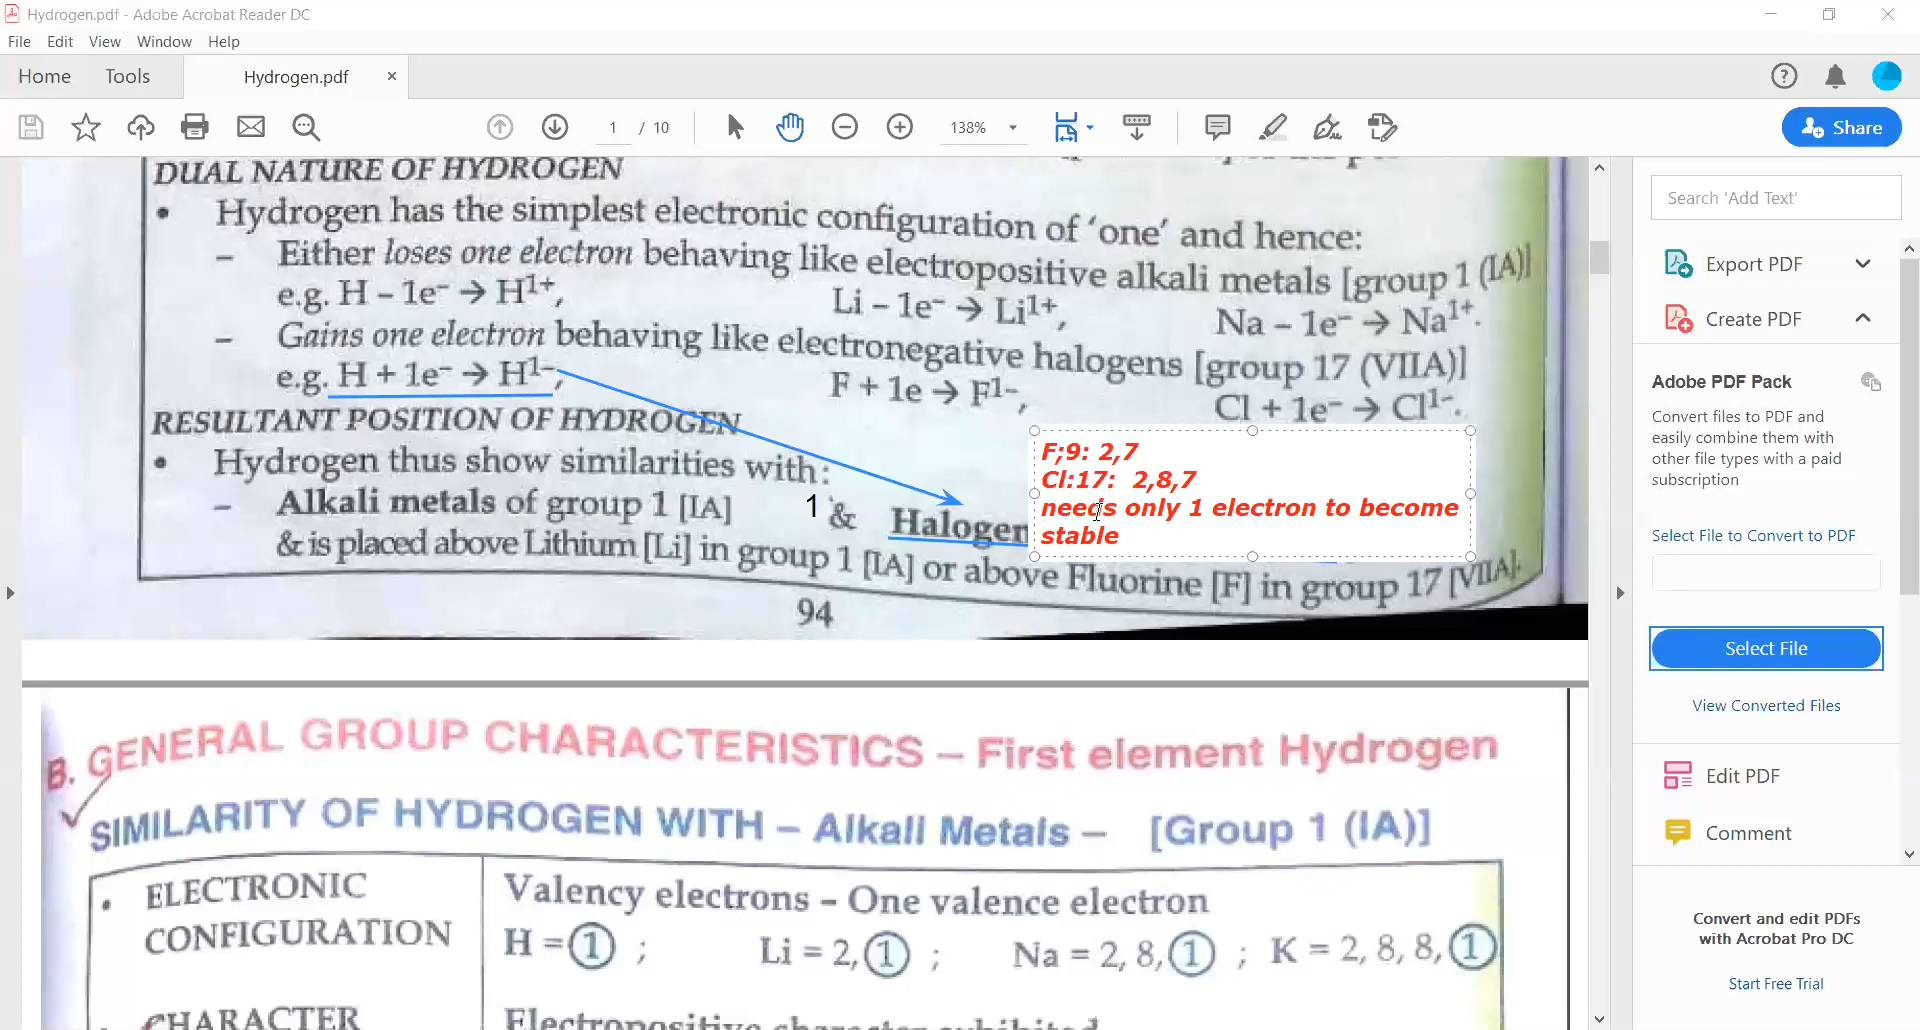 Hydrogen.pdf - Adobe Acrobat Reader DC
File Edit View Window Help
Home Tools Hydrogen.pdf ×
1 / 10 138% Share
DUAL NATURE OF HYDROGEN
• Hydrogen has the simplest electronic configuration of ‘one’ and hence:
– Either loses one electron behaving like electropositive alkali metals [group 1 (IA)]
e.g. H – 1e⁻ → H¹⁺, Li – 1e⁻ → Li¹⁺, Na – 1e⁻ → Na¹⁺.
– Gains one electron behaving like electronegative halogens [group 17 (VIIA)]
e.g. H + 1e⁻ → H¹⁻, F + 1e → F¹⁻, Cl + 1e⁻ → Cl¹⁻.
RESULTANT POSITION OF HYDROGEN
• Hydrogen thus show similarities with:
– Alkali metals of group 1 [IA] 1 & Halogen
& is placed above Lithium [Li] in group 1 [IA] or above Fluorine [F] in group 17 [VIIA].
F;9: 2,7
Cl:17: 2,8,7
needs only 1 electron to become
stable
94
B. GENERAL GROUP CHARACTERISTICS – First element Hydrogen
SIMILARITY OF HYDROGEN WITH – Alkali Metals – [Group 1 (IA)]
• ELECTRONIC
CONFIGURATION
Valency electrons – One valence electron
H = 1 ; Li = 2, 1 ; Na = 2, 8, 1 ; K = 2, 8, 8, 1
CHARACTER
Electropositive character exhibited
Search 'Add Text'
Export PDF
Create PDF
Adobe PDF Pack
Convert files to PDF and
easily combine them with
other file types with a paid
subscription
Select File to Convert to PDF
Select File
View Converted Files
Edit PDF
Comment
Convert and edit PDFs
with Acrobat Pro DC
Start Free Trial